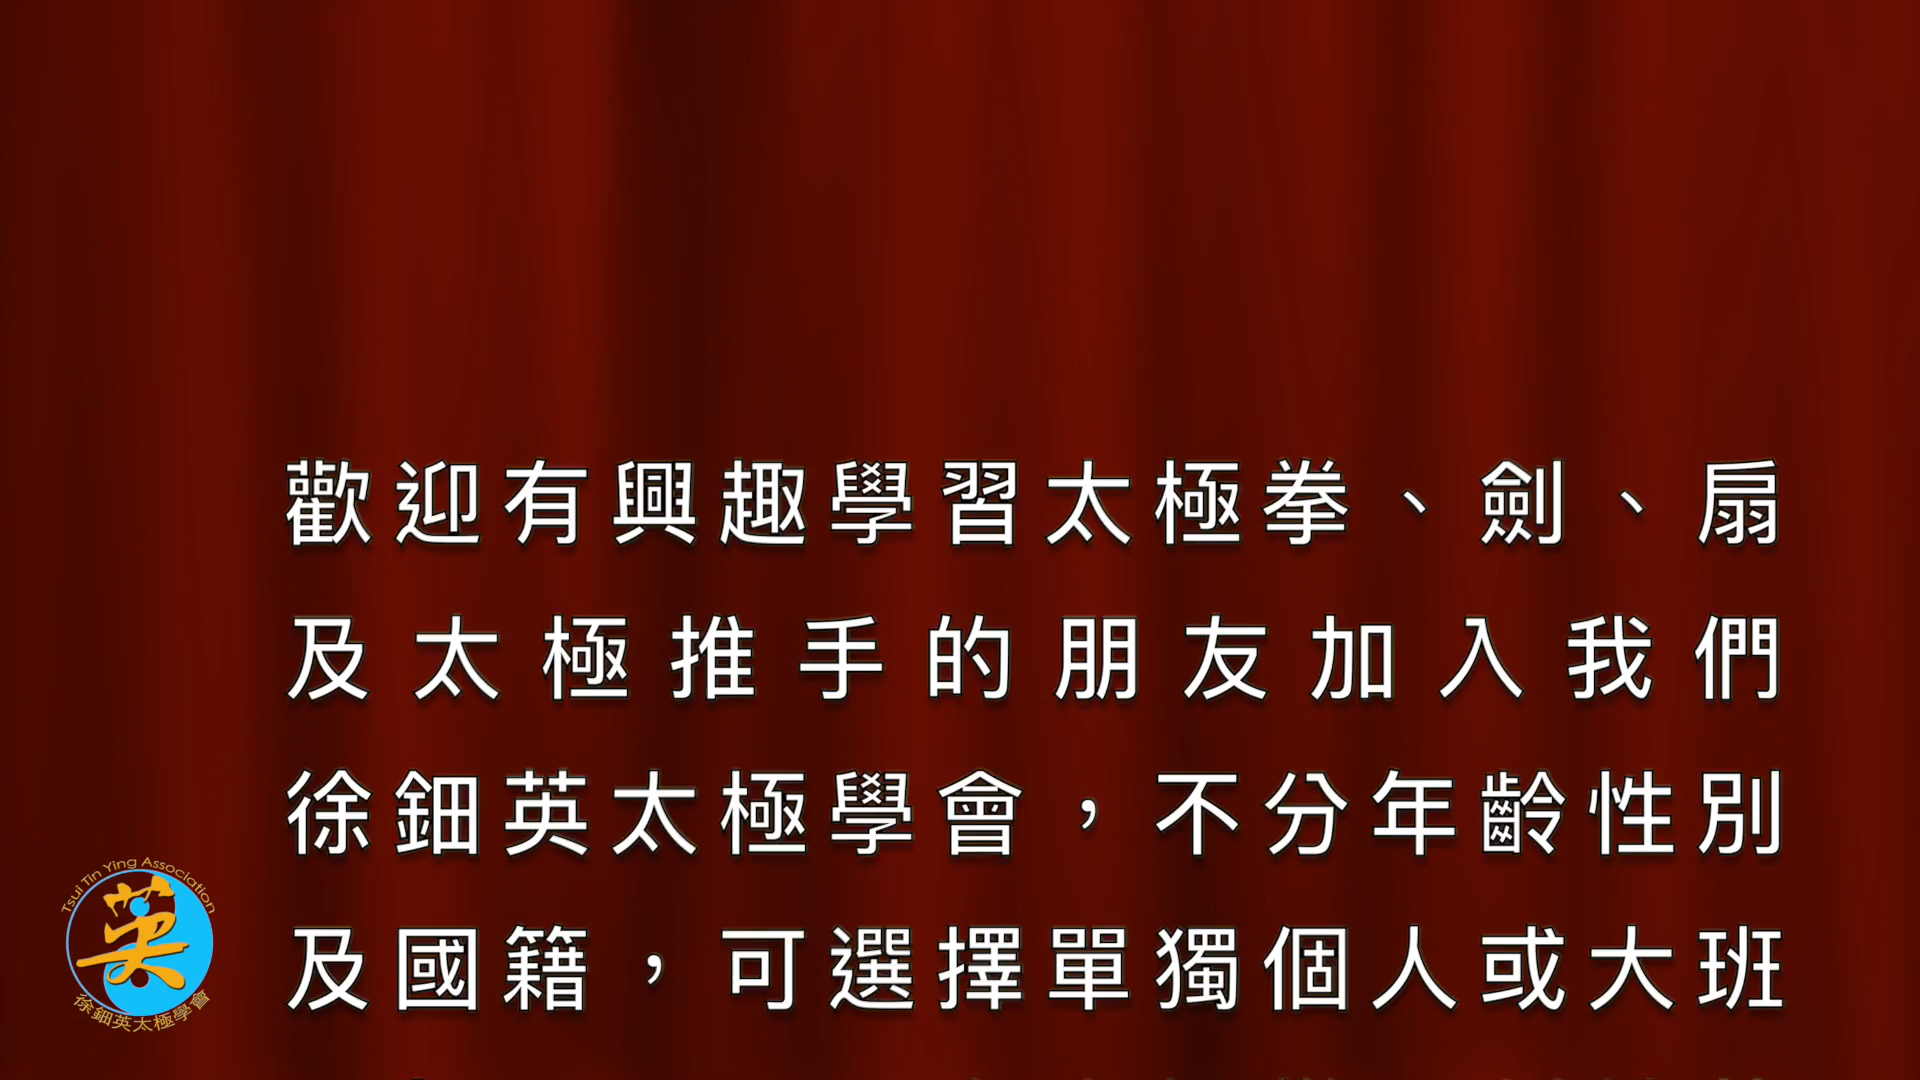 歡迎有興趣學習太極拳、劍、扇
及太極推手的朋友加入我們
徐鈿英太極學會，不分年齡性別
及國籍，可選擇單獨個人或大班
Tsui Tin Ying Association
英
徐鈿英太極學會